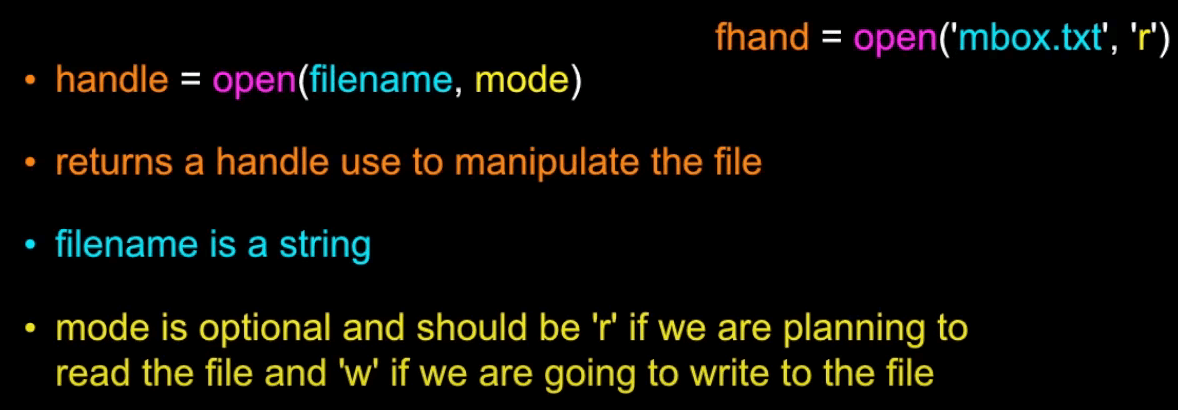 fhand = open('mbox.txt', 'r')
• handle = open(filename, mode)
• returns a handle use to manipulate the file
• filename is a string
• mode is optional and should be 'r' if we are planning to
read the file and 'w' if we are going to write to the file